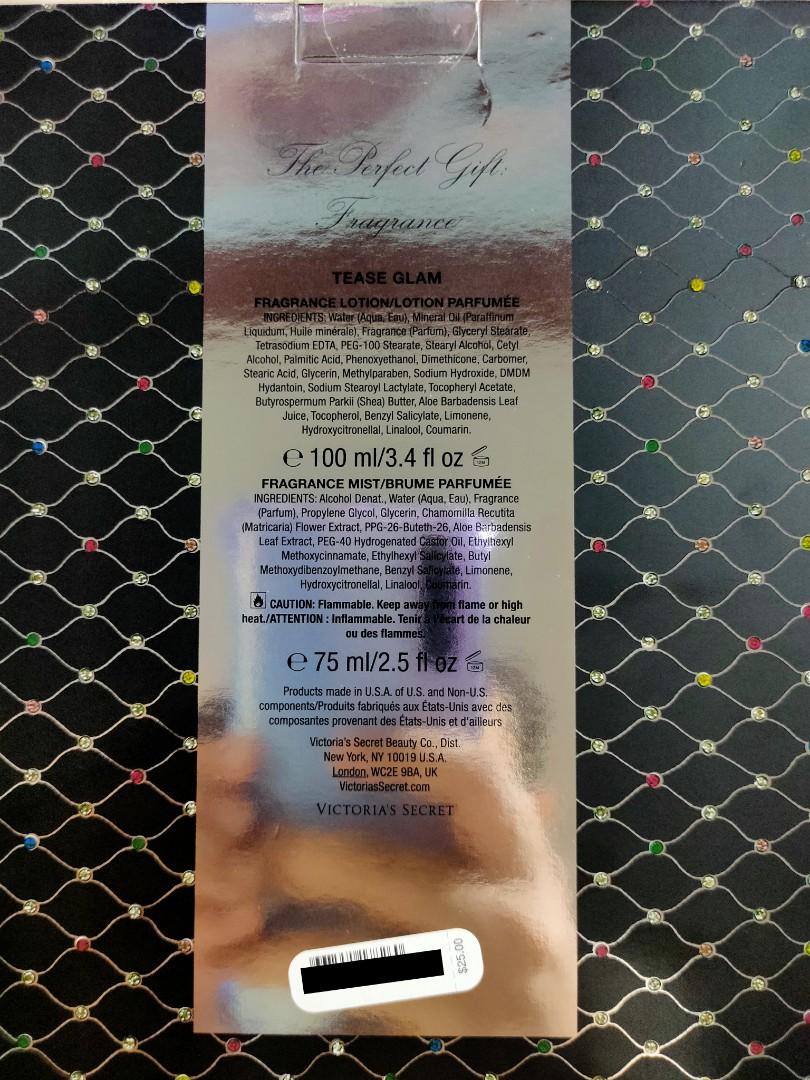 The Perfect Gift:
Fragrance
TEASE GLAM
FRAGRANCE LOTION/LOTION PARFUMÉE
INGREDIENTS: Water (Aqua, Eau), Mineral Oil (Paraffinum
Liquidum, Huile minérale), Fragrance (Parfum), Glyceryl Stearate,
Tetrasodium EDTA, PEG-100 Stearate, Stearyl Alcohol, Cetyl
Alcohol, Palmitic Acid, Phenoxyethanol, Dimethicone, Carbomer,
Stearic Acid, Glycerin, Methylparaben, Sodium Hydroxide, DMDM
Hydantoin, Sodium Stearoyl Lactylate, Tocopheryl Acetate,
Butyrospermum Parkii (Shea) Butter, Aloe Barbadensis Leaf
Juice, Tocopherol, Benzyl Salicylate, Limonene,
Hydroxycitronellal, Linalool, Coumarin.
℮ 100 ml/3.4 fl oz 12M
FRAGRANCE MIST/BRUME PARFUMÉE
INGREDIENTS: Alcohol Denat., Water (Aqua, Eau), Fragrance
(Parfum), Propylene Glycol, Glycerin, Chamomilla Recutita
(Matricaria) Flower Extract, PPG-26-Buteth-26, Aloe Barbadensis
Leaf Extract, PEG-40 Hydrogenated Castor Oil, Ethylhexyl
Methoxycinnamate, Ethylhexyl Salicylate, Butyl
Methoxydibenzoylmethane, Benzyl Salicylate, Limonene,
Hydroxycitronellal, Linalool, Coumarin.
CAUTION: Flammable. Keep away from flame or high
heat./ATTENTION : Inflammable. Tenir à l'écart de la chaleur
ou des flammes.
℮ 75 ml/2.5 fl oz 12M
Products made in U.S.A. of U.S. and Non-U.S.
components/Produits fabriqués aux États-Unis avec des
composantes provenant des États-Unis et d'ailleurs
Victoria's Secret Beauty Co., Dist.
New York, NY 10019 U.S.A.
London, WC2E 9BA, UK
VictoriasSecret.com
VICTORIA'S SECRET
$25.00